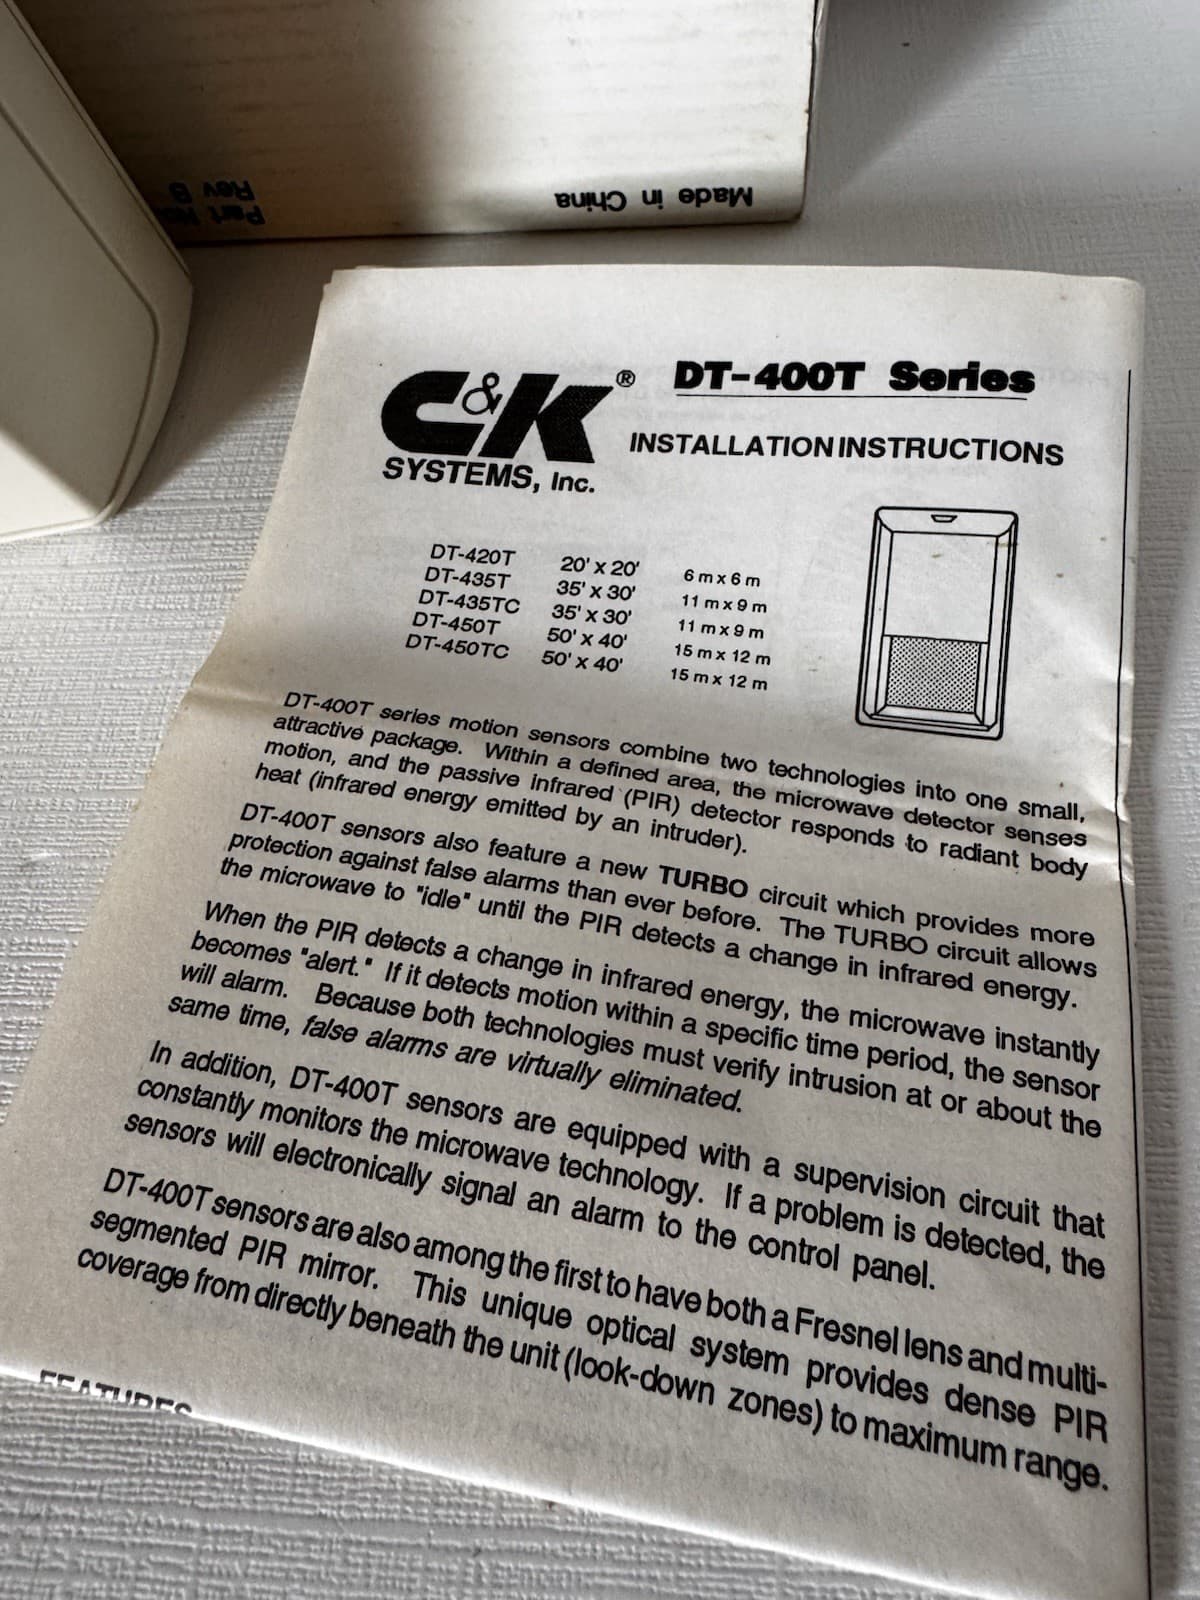 Made in China
Part No.
Rev B
C&K®
SYSTEMS, Inc.
DT-400T Series
INSTALLATION INSTRUCTIONS
DT-420T 20' x 20' 6 m x 6 m
DT-435T 35' x 30' 11 m x 9 m
DT-435TC 35' x 30' 11 m x 9 m
DT-450T 50' x 40' 15 m x 12 m
DT-450TC 50' x 40' 15 m x 12 m
DT-400T series motion sensors combine two technologies into one small,
attractive package. Within a defined area, the microwave detector senses
motion, and the passive infrared (PIR) detector responds to radiant body
heat (infrared energy emitted by an intruder).
DT-400T sensors also feature a new TURBO circuit which provides more
protection against false alarms than ever before. The TURBO circuit allows
the microwave to "idle" until the PIR detects a change in infrared energy.
When the PIR detects a change in infrared energy, the microwave instantly
becomes "alert." If it detects motion within a specific time period, the sensor
will alarm. Because both technologies must verify intrusion at or about the
same time, false alarms are virtually eliminated.
In addition, DT-400T sensors are equipped with a supervision circuit that
constantly monitors the microwave technology. If a problem is detected, the
sensors will electronically signal an alarm to the control panel.
DT-400T sensors are also among the first to have both a Fresnel lens and multi-
segmented PIR mirror. This unique optical system provides dense PIR
coverage from directly beneath the unit (look-down zones) to maximum range.
FEATURES